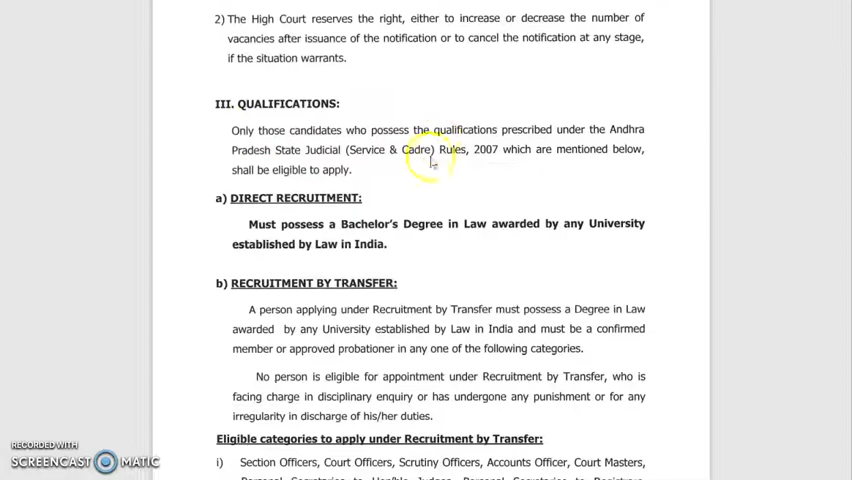 2) The High Court reserves the right, either to increase or decrease the number of
vacancies after issuance of the notification or to cancel the notification at any stage,
if the situation warrants.
III. QUALIFICATIONS:
Only those candidates who possess the qualifications prescribed under the Andhra
Pradesh State Judicial (Service & Cadre) Rules, 2007 which are mentioned below,
shall be eligible to apply.
a) DIRECT RECRUITMENT:
Must possess a Bachelor's Degree in Law awarded by any University
established by Law in India.
b) RECRUITMENT BY TRANSFER:
A person applying under Recruitment by Transfer must possess a Degree in Law
awarded by any University established by Law in India and must be a confirmed
member or approved probationer in any one of the following categories.
No person is eligible for appointment under Recruitment by Transfer, who is
facing charge in disciplinary enquiry or has undergone any punishment or for any
irregularity in discharge of his/her duties.
Eligible categories to apply under Recruitment by Transfer:
i) Section Officers, Court Officers, Scrutiny Officers, Accounts Officer, Court Masters,
RECORDED WITH
SCREENCAST MATIC